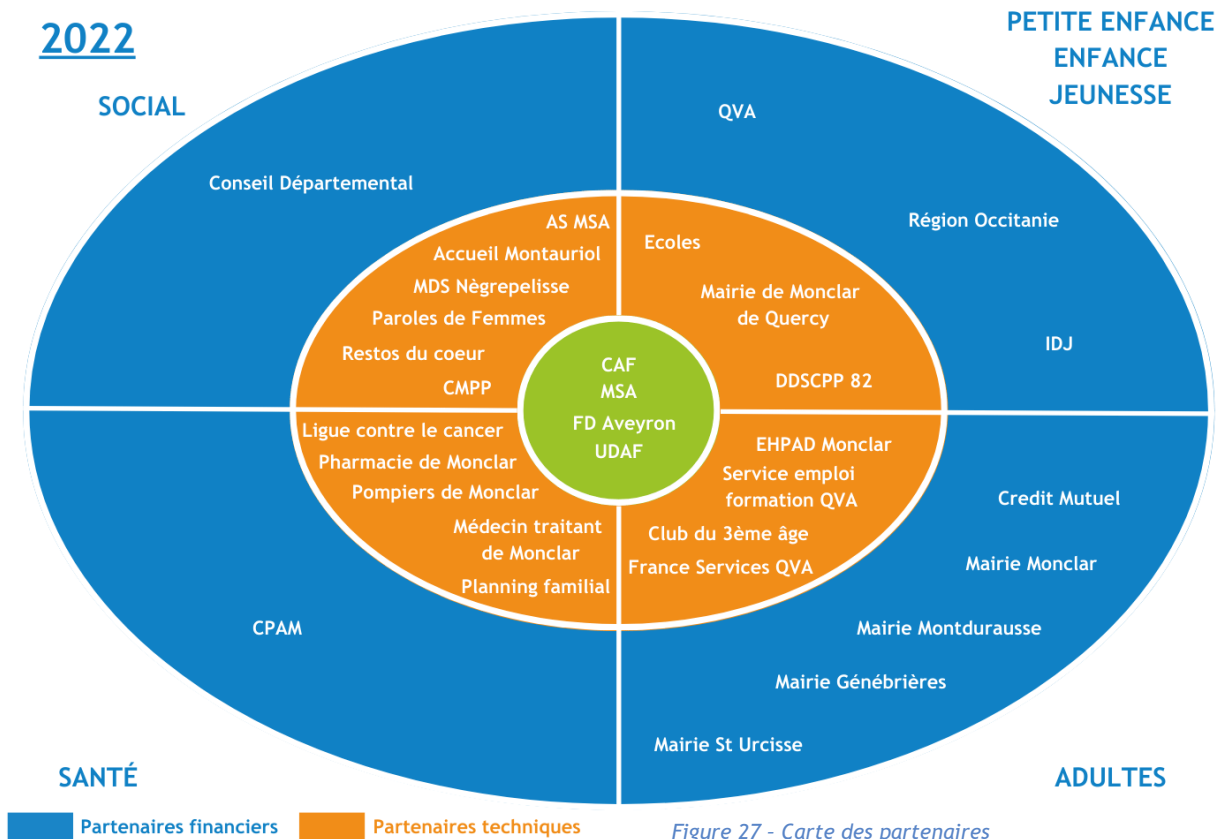 2022
SOCIAL
PETITE ENFANCE
ENFANCE
JEUNESSE
Conseil Départemental
QVA
Région Occitanie
IDJ
AS MSA
Accueil Montauriol
MDS Nègrepelisse
Paroles de Femmes
Restos du coeur
CMPP
Ecoles
Mairie de Monclar
de Quercy
DDSCPP 82
CAF
MSA
FD Aveyron
UDAF
Ligue contre le cancer
Pharmacie de Monclar
Pompiers de Monclar
Médecin traitant
de Monclar
Planning familial
EHPAD Monclar
Service emploi
formation QVA
Club du 3ème âge
France Services QVA
CPAM
Credit Mutuel
Mairie Monclar
Mairie Montdurausse
Mairie Génébrières
Mairie St Urcisse
SANTÉ
ADULTES
Partenaires financiers
Partenaires techniques
Figure 27 - Carte des partenaires